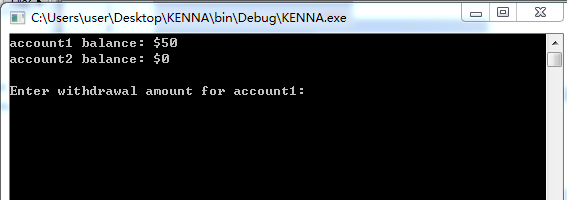 C:\Users\user\Desktop\KENNA\bin\Debug\KENNA.exe
account1 balance: $50
account2 balance: $0
Enter withdrawal amount for account1: